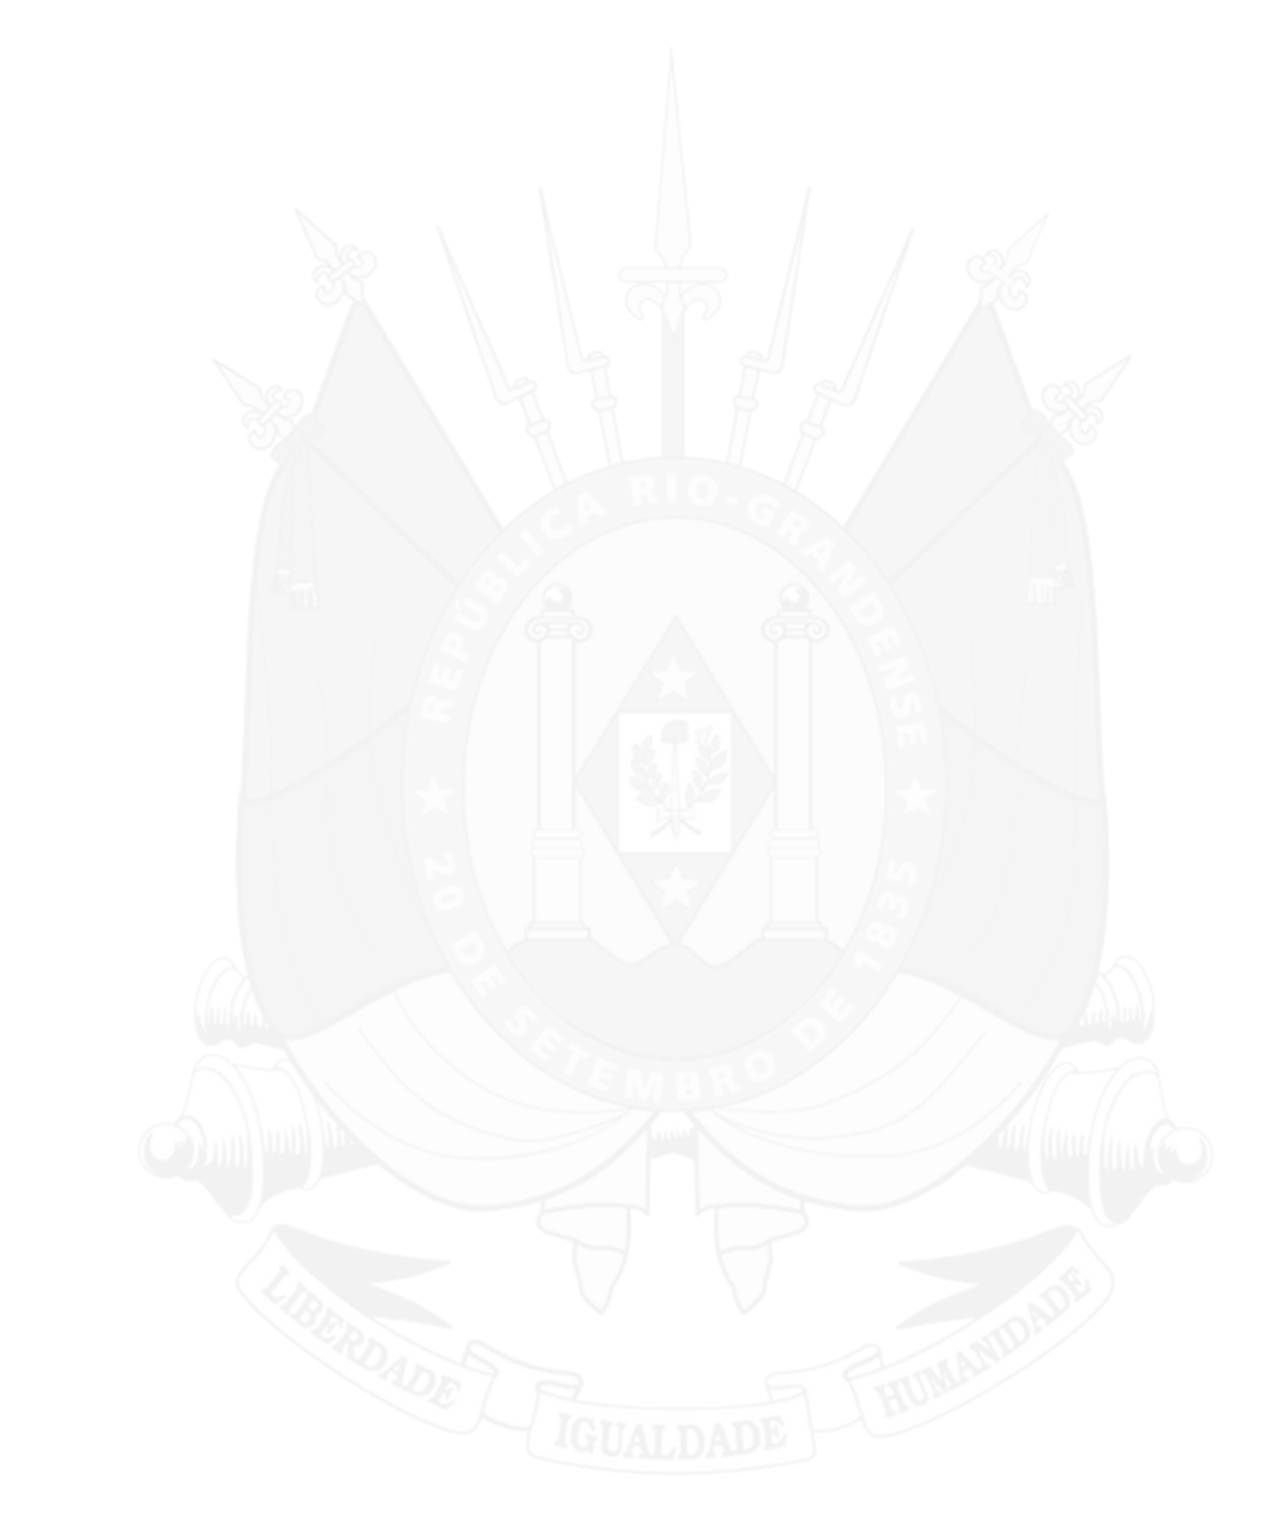 REPÚBLICA RIO-GRANDENSE
20 DE SETEMBRO DE 1835
LIBERDADE
IGUALDADE
HUMANIDADE